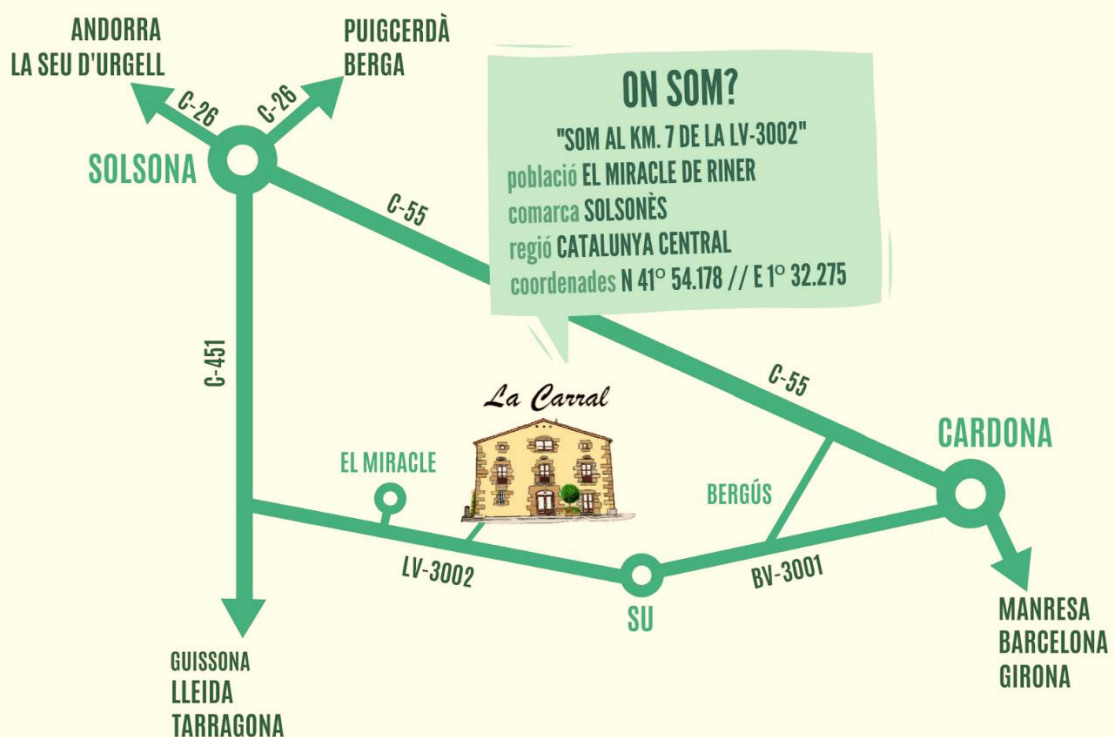 ANDORRA
LA SEU D'URGELL
PUIGCERDÀ
BERGA
C-26
C-26
SOLSONA
ON SOM?
"SOM AL KM. 7 DE LA LV-3002"
població EL MIRACLE DE RINER
comarca SOLSONÈS
regió CATALUNYA CENTRAL
coordenades N 41º 54.178 // E 1º 32.275
C-55
C-451
C-55
La Carral
CARDONA
EL MIRACLE
BERGÚS
LV-3002
BV-3001
SU
MANRESA
BARCELONA
GIRONA
GUISSONA
LLEIDA
TARRAGONA